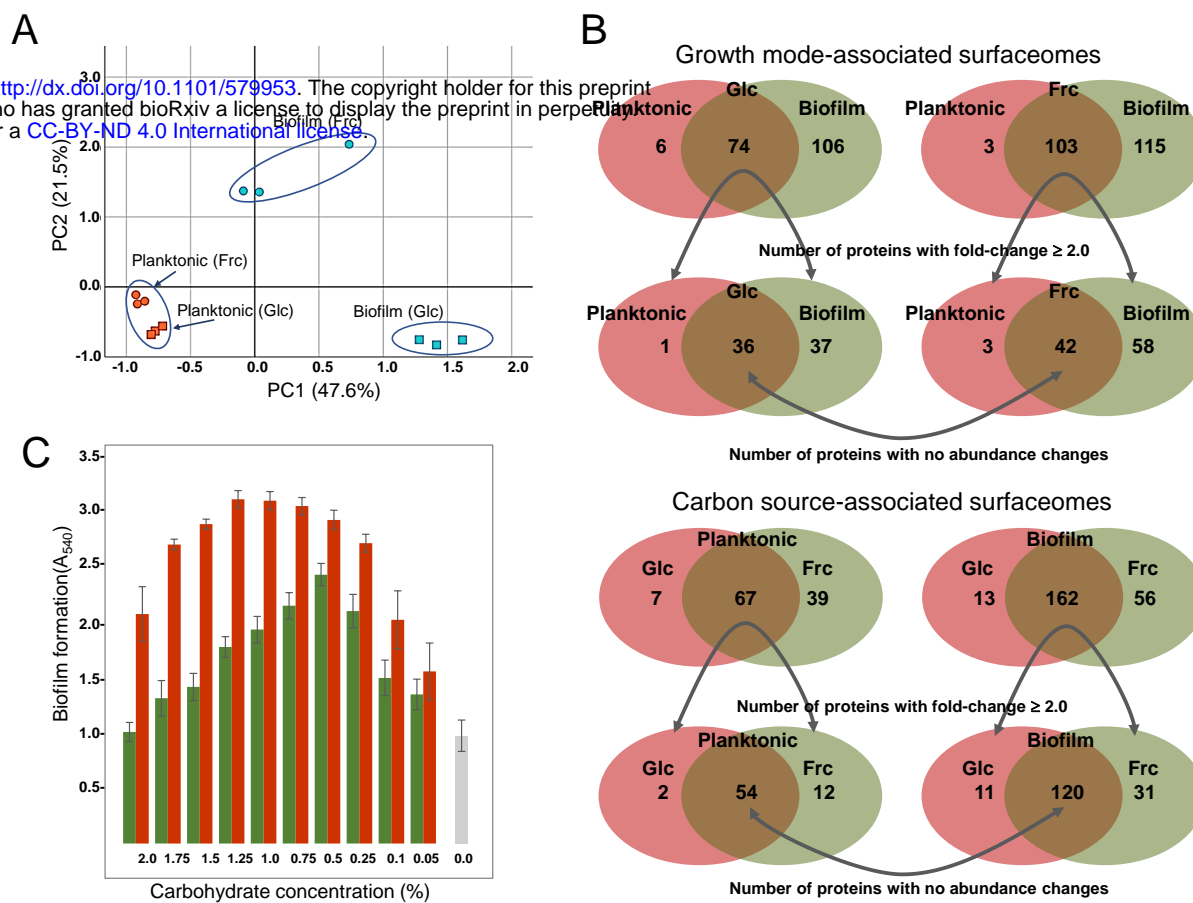 A
3.0
ttp://dx.doi.org/10.1101/579953. The copyright holder for this preprint
no has granted bioRxiv a license to display the preprint in perpetuity.
r a CC-BY-ND 4.0 International license.
Biofilm (Frc)
2.0
PC2 (21.5%)
1.0
Planktonic (Frc)
0.0
Planktonic (Glc)
Biofilm (Glc)
-1.0
-1.0 -0.5 0.0 0.5 1.0 1.5 2.0
PC1 (47.6%)
B
Growth mode-associated surfaceomes
Glc
Planktonic Biofilm
6 74 106
Frc
Planktonic Biofilm
3 103 115
Number of proteins with fold-change ≥ 2.0
Glc
Planktonic Biofilm
1 36 37
Frc
Planktonic Biofilm
3 42 58
Number of proteins with no abundance changes
Carbon source-associated surfaceomes
Planktonic
Glc Frc
7 67 39
Biofilm
Glc Frc
13 162 56
Number of proteins with fold-change ≥ 2.0
Planktonic
Glc Frc
2 54 12
Biofilm
Glc Frc
11 120 31
Number of proteins with no abundance changes
C
3.5
3.0
2.5
2.0
1.5
1.0
0.5
Biofilm formation(A540)
2.0 1.75 1.5 1.25 1.0 0.75 0.5 0.25 0.1 0.05 0.0
Carbohydrate concentration (%)